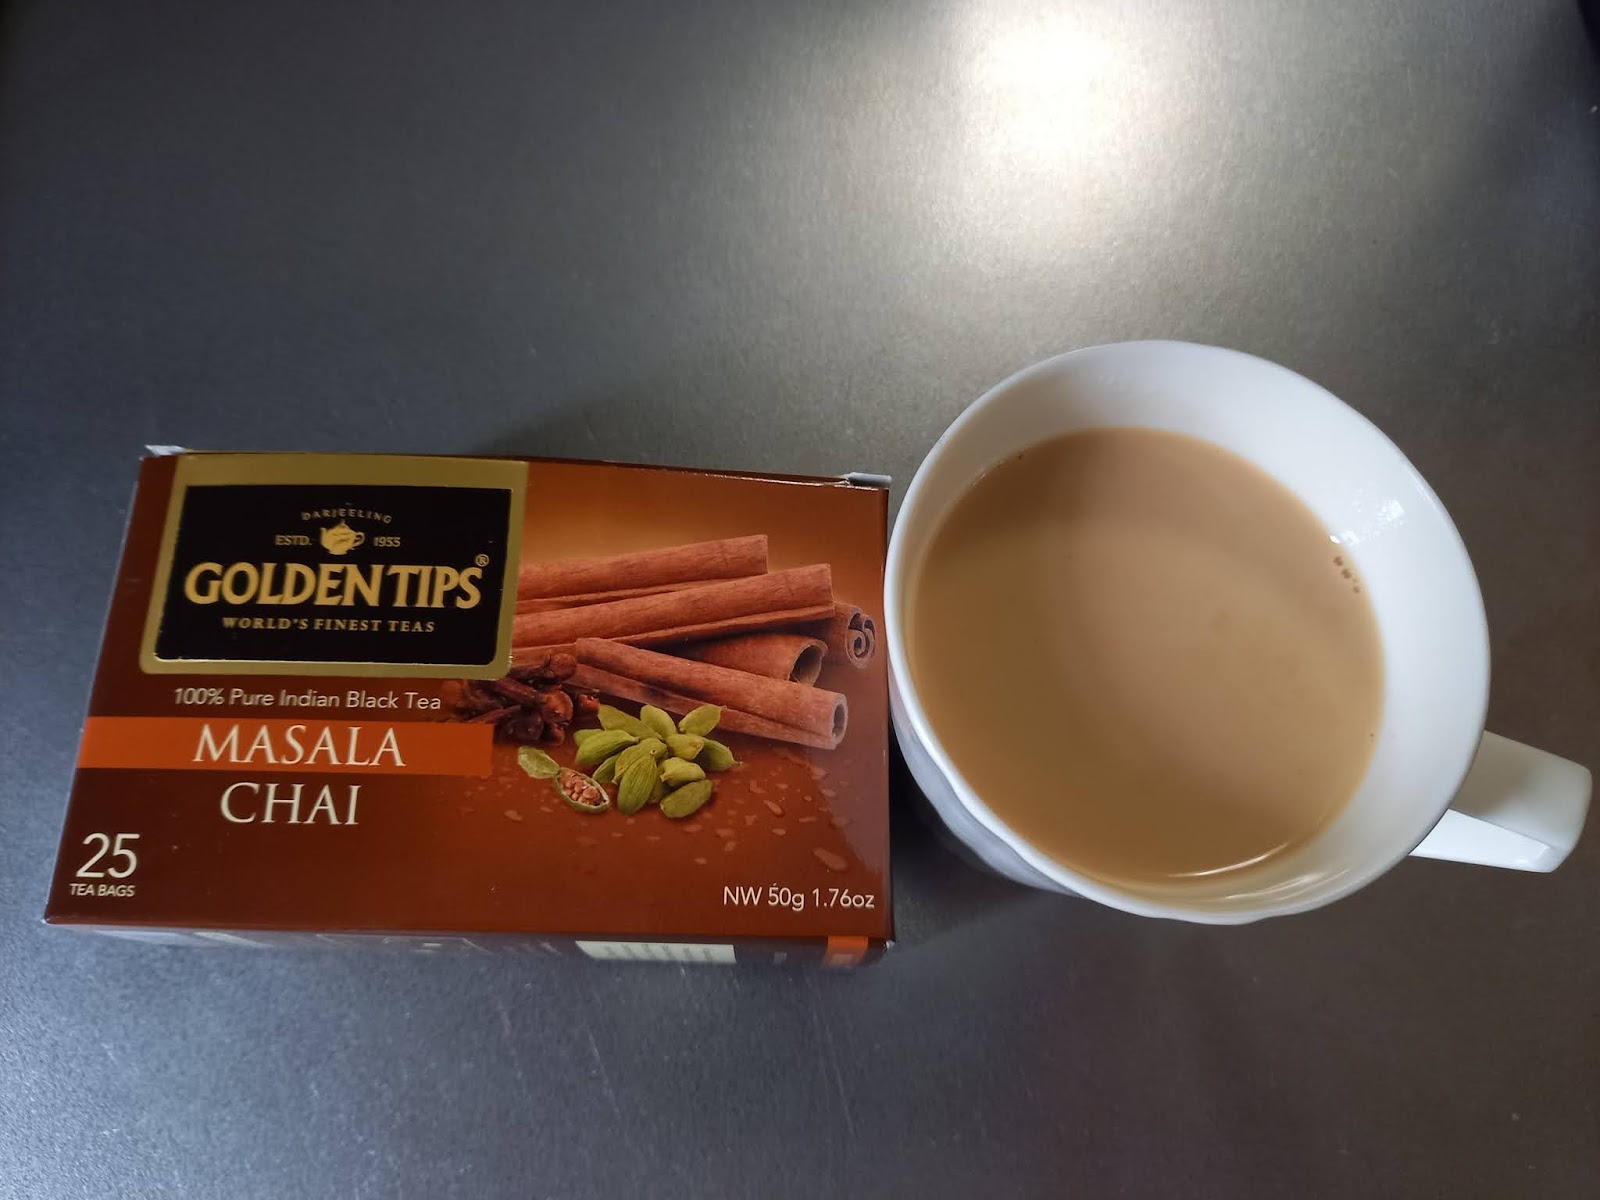 DARJEELING
ESTD. 1955
GOLDEN TIPS®
WORLD'S FINEST TEAS
100% Pure Indian Black Tea
MASALA
CHAI
25
TEA BAGS
NW 50g 1.76oz